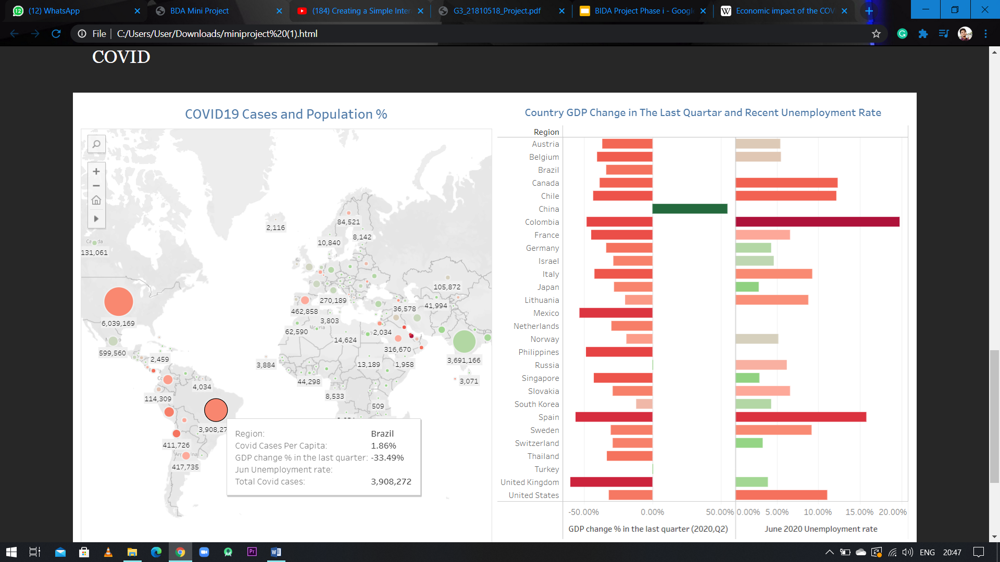 (12) WhatsApp
BDA Mini Project
(184) Creating a Simple Inter
G3_21810518_Project.pdf
BIDA Project Phase i - Googl
Economic impact of the COV
File
C:/Users/User/Downloads/miniproject%20(1).html
COVID
COVID19 Cases and Population %
84,521
2,116
8,142
10,840
131,061
105,872
270,189
41,994
36,578
462,858
3,803
6,039,169
62,590
2,034
14,624
316,670
599,560
2,459
3,884
13,189
1,958
3,691,166
44,298
3,071
4,034
8,533
114,309
509
3,908,27
411,726
417,735
Region: Brazil
Covid Cases Per Capita: 1.86%
GDP change % in the last quarter: -33.49%
Jun Unemployment rate:
Total Covid cases: 3,908,272
Country GDP Change in The Last Quartar and Recent Unemployment Rate
Region
Austria
Belgium
Brazil
Canada
Chile
China
Colombia
France
Germany
Israel
Italy
Japan
Lithuania
Mexico
Netherlands
Norway
Philippines
Russia
Singapore
Slovakia
South Korea
Spain
Sweden
Switzerland
Thailand
Turkey
United Kingdom
United States
-50.00% 0.00% 50.00% 0.00% 5.00% 10.00% 15.00% 20.00%
GDP change % in the last quarter (2020,Q2)
June 2020 Unemployment rate
Pr
ENG
20:47